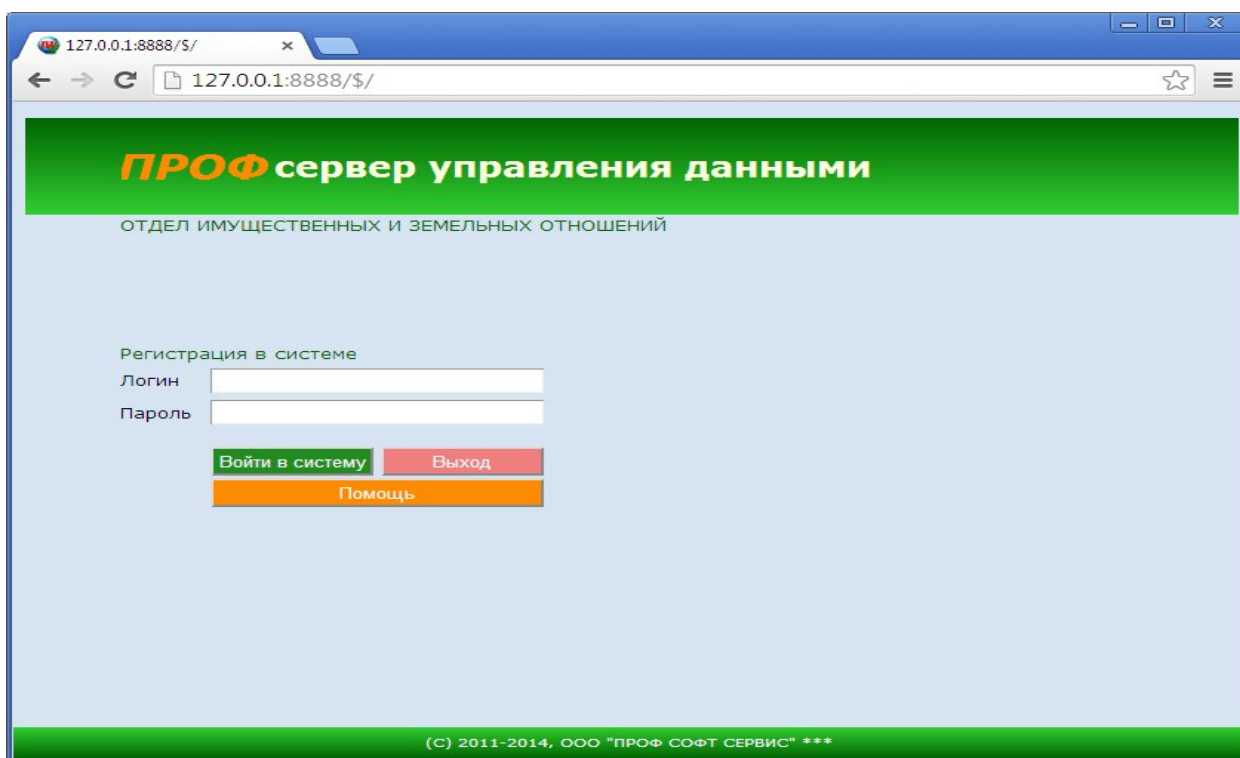 127.0.0.1:8888/$/
127.0.0.1:8888/$/
ПРОФ сервер управления данными
ОТДЕЛ ИМУЩЕСТВЕННЫХ И ЗЕМЕЛЬНЫХ ОТНОШЕНИЙ
Регистрация в системе
Логин
Пароль
Войти в систему Выход
Помощь
(C) 2011-2014, ООО "ПРОФ СОФТ СЕРВИС" ***